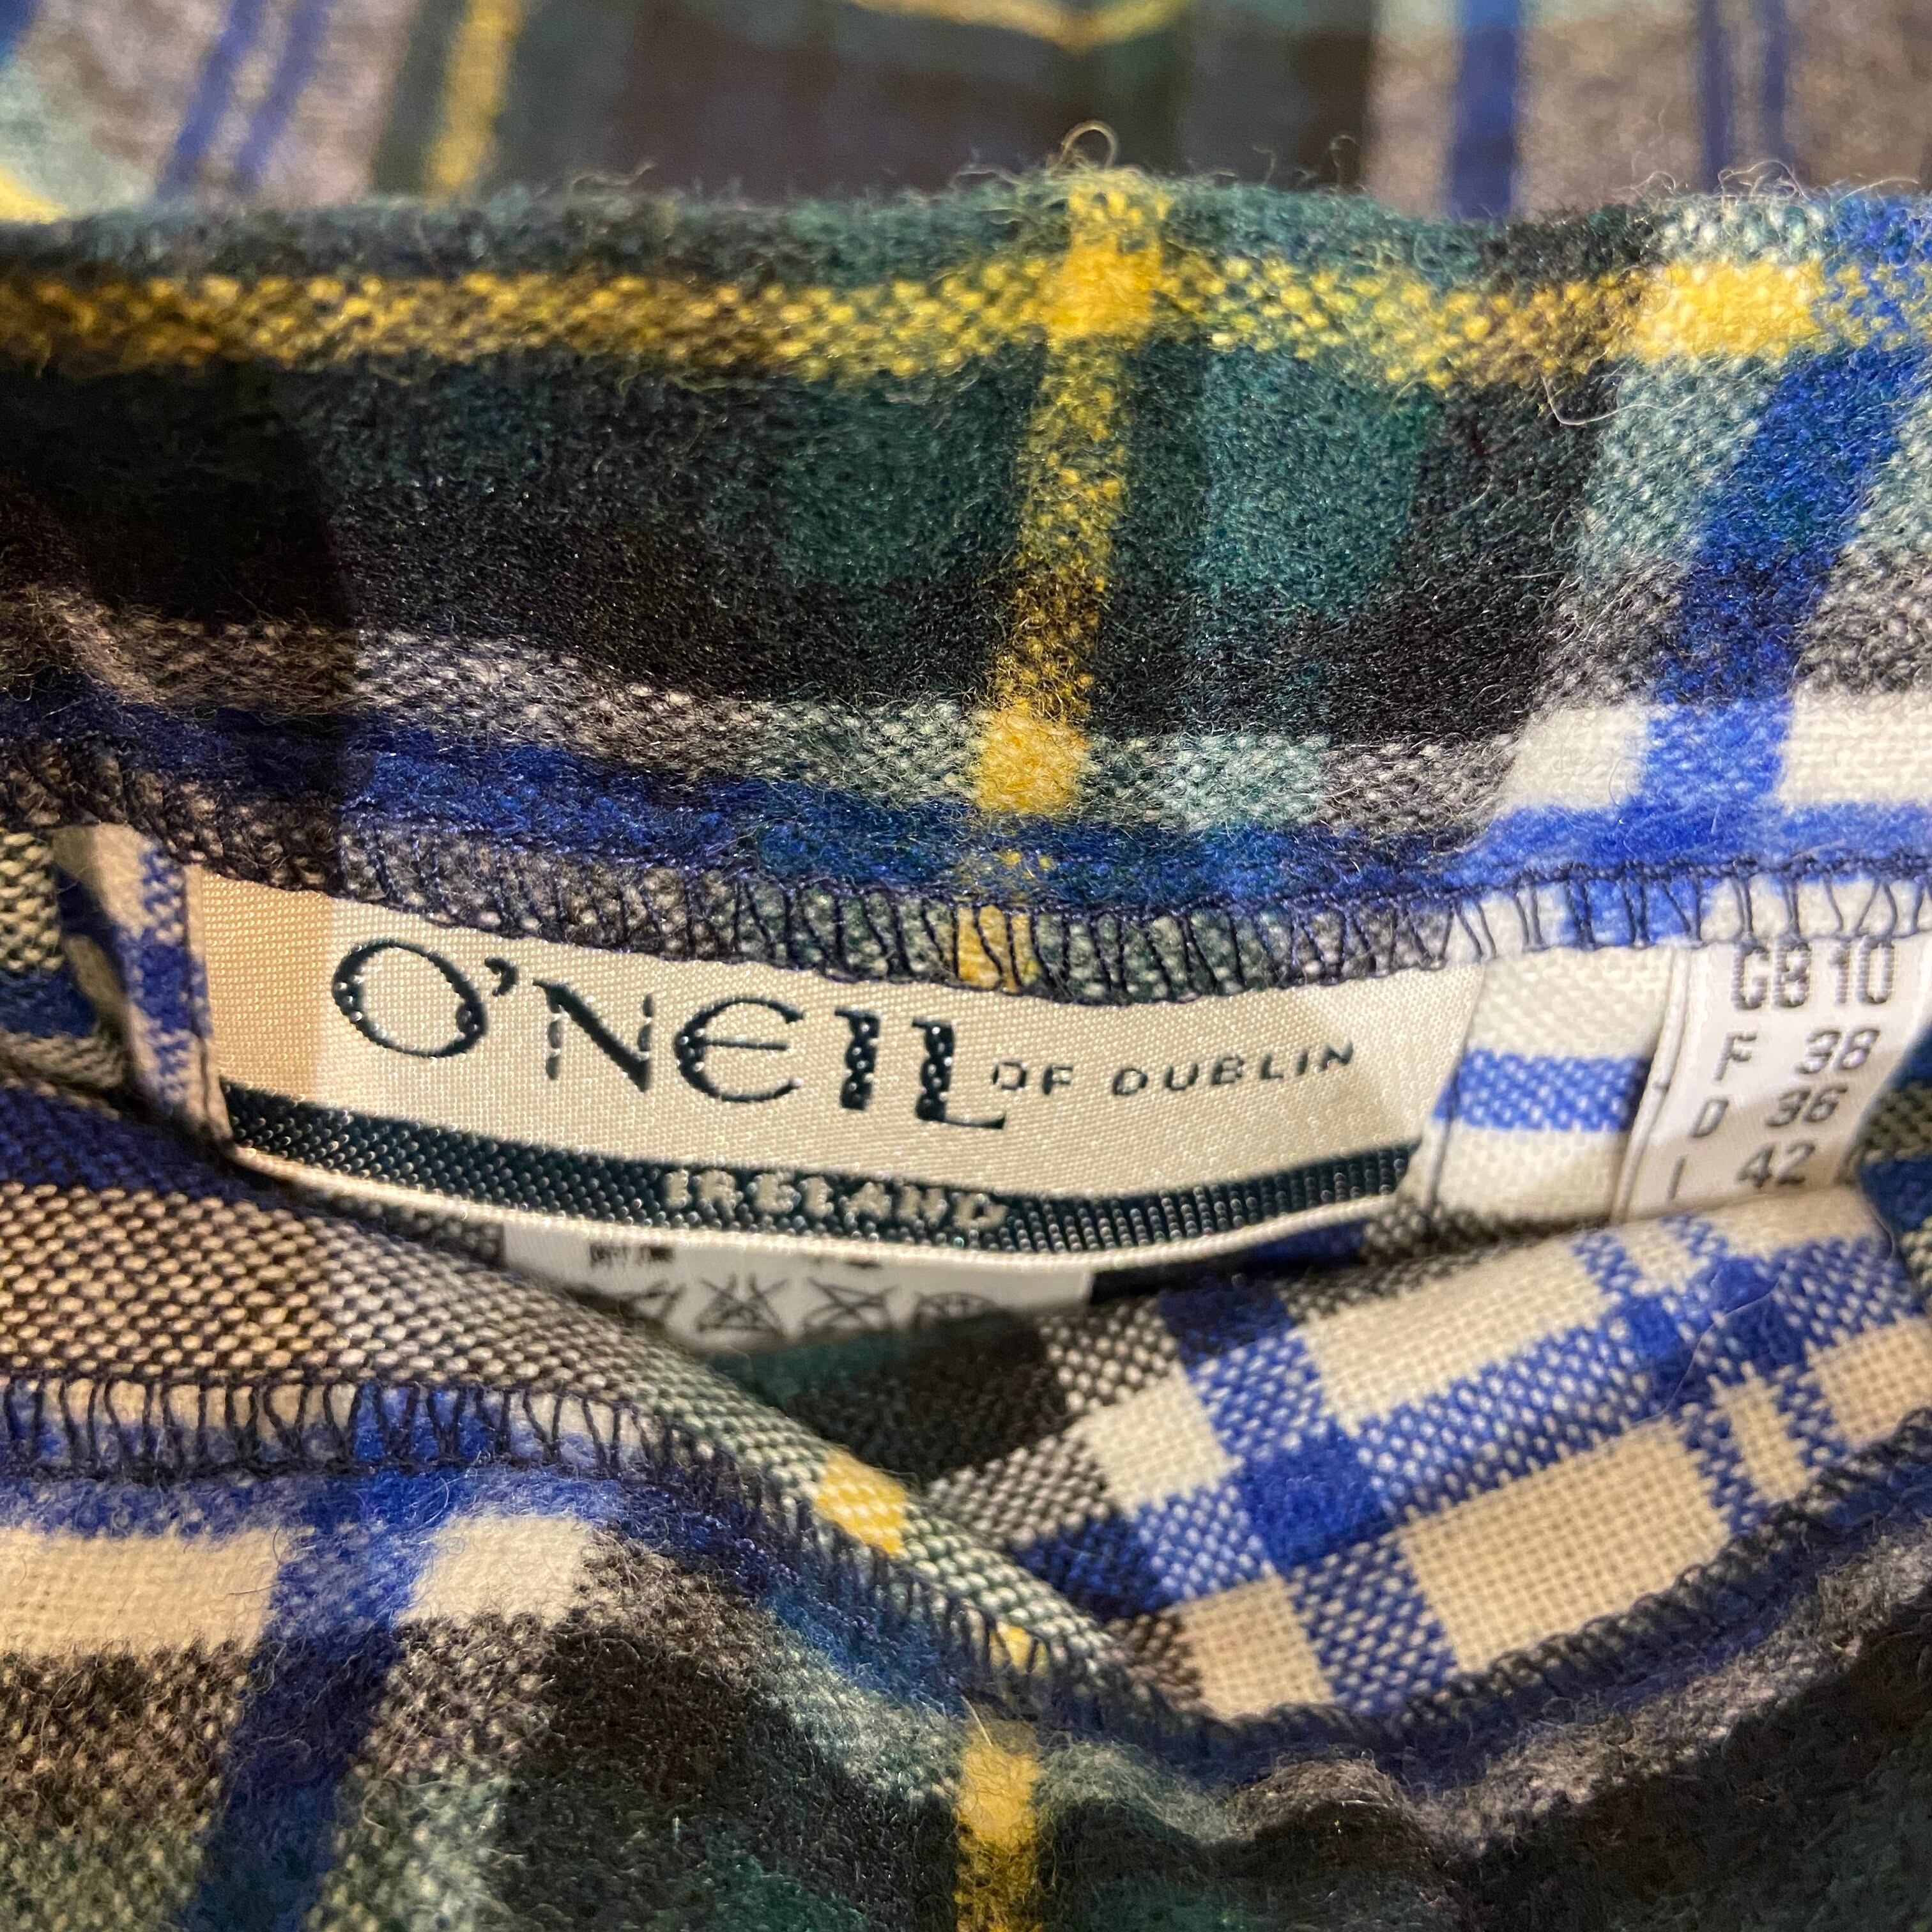 O'NEIL OF DUBLIN
IRELAND
GB 10
F 38
D 36
I 42